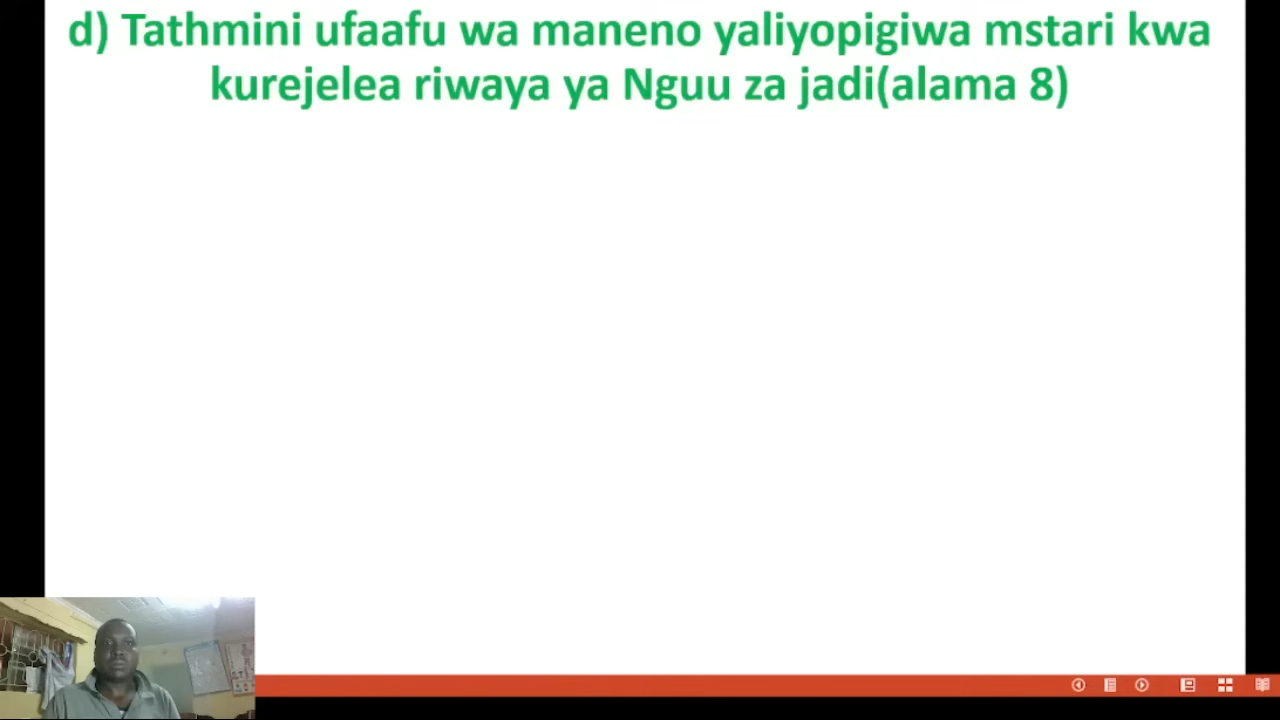 d) Tathmini ufaafu wa maneno yaliyopigiwa mstari kwa
kurejelea riwaya ya Nguu za jadi(alama 8)